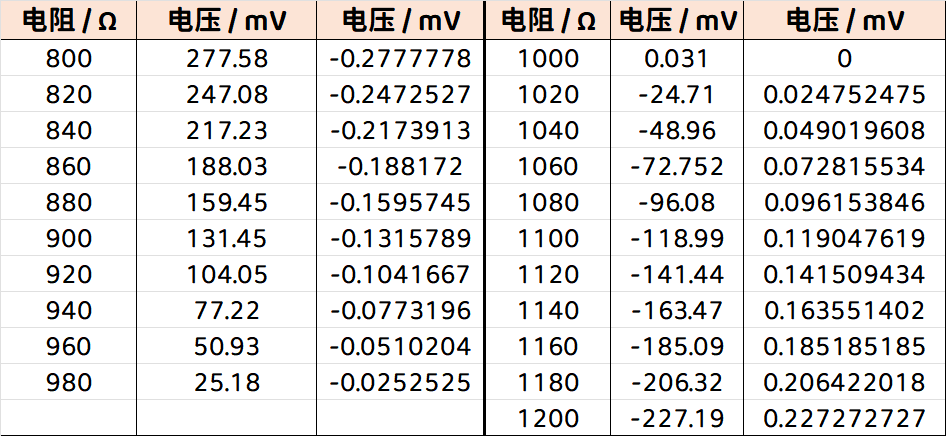 电阻 / Ω 电压 / mV 电压 / mV 电阻 / Ω 电压 / mV 电压 / mV
800 277.58 -0.2777778 1000 0.031 0
820 247.08 -0.2472527 1020 -24.71 0.024752475
840 217.23 -0.2173913 1040 -48.96 0.049019608
860 188.03 -0.188172 1060 -72.752 0.072815534
880 159.45 -0.1595745 1080 -96.08 0.096153846
900 131.45 -0.1315789 1100 -118.99 0.119047619
920 104.05 -0.1041667 1120 -141.44 0.141509434
940 77.22 -0.0773196 1140 -163.47 0.163551402
960 50.93 -0.0510204 1160 -185.09 0.185185185
980 25.18 -0.0252525 1180 -206.32 0.206422018
1200 -227.19 0.227272727